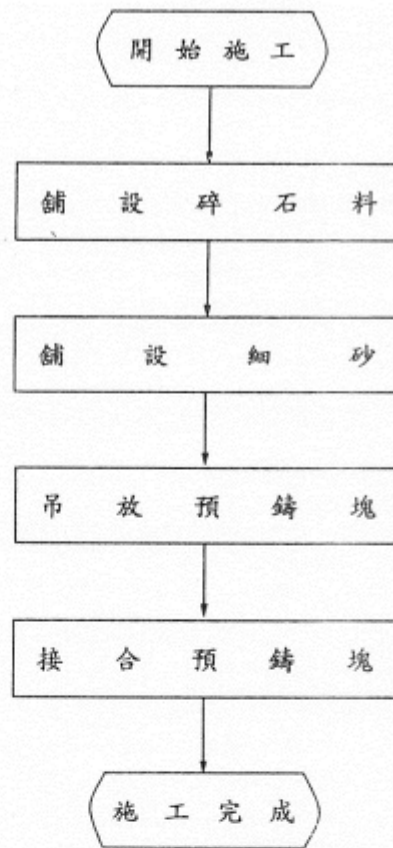 開始施工
舖設碎石料
舖設細砂
吊放預鑄塊
接合預鑄塊
施工完成